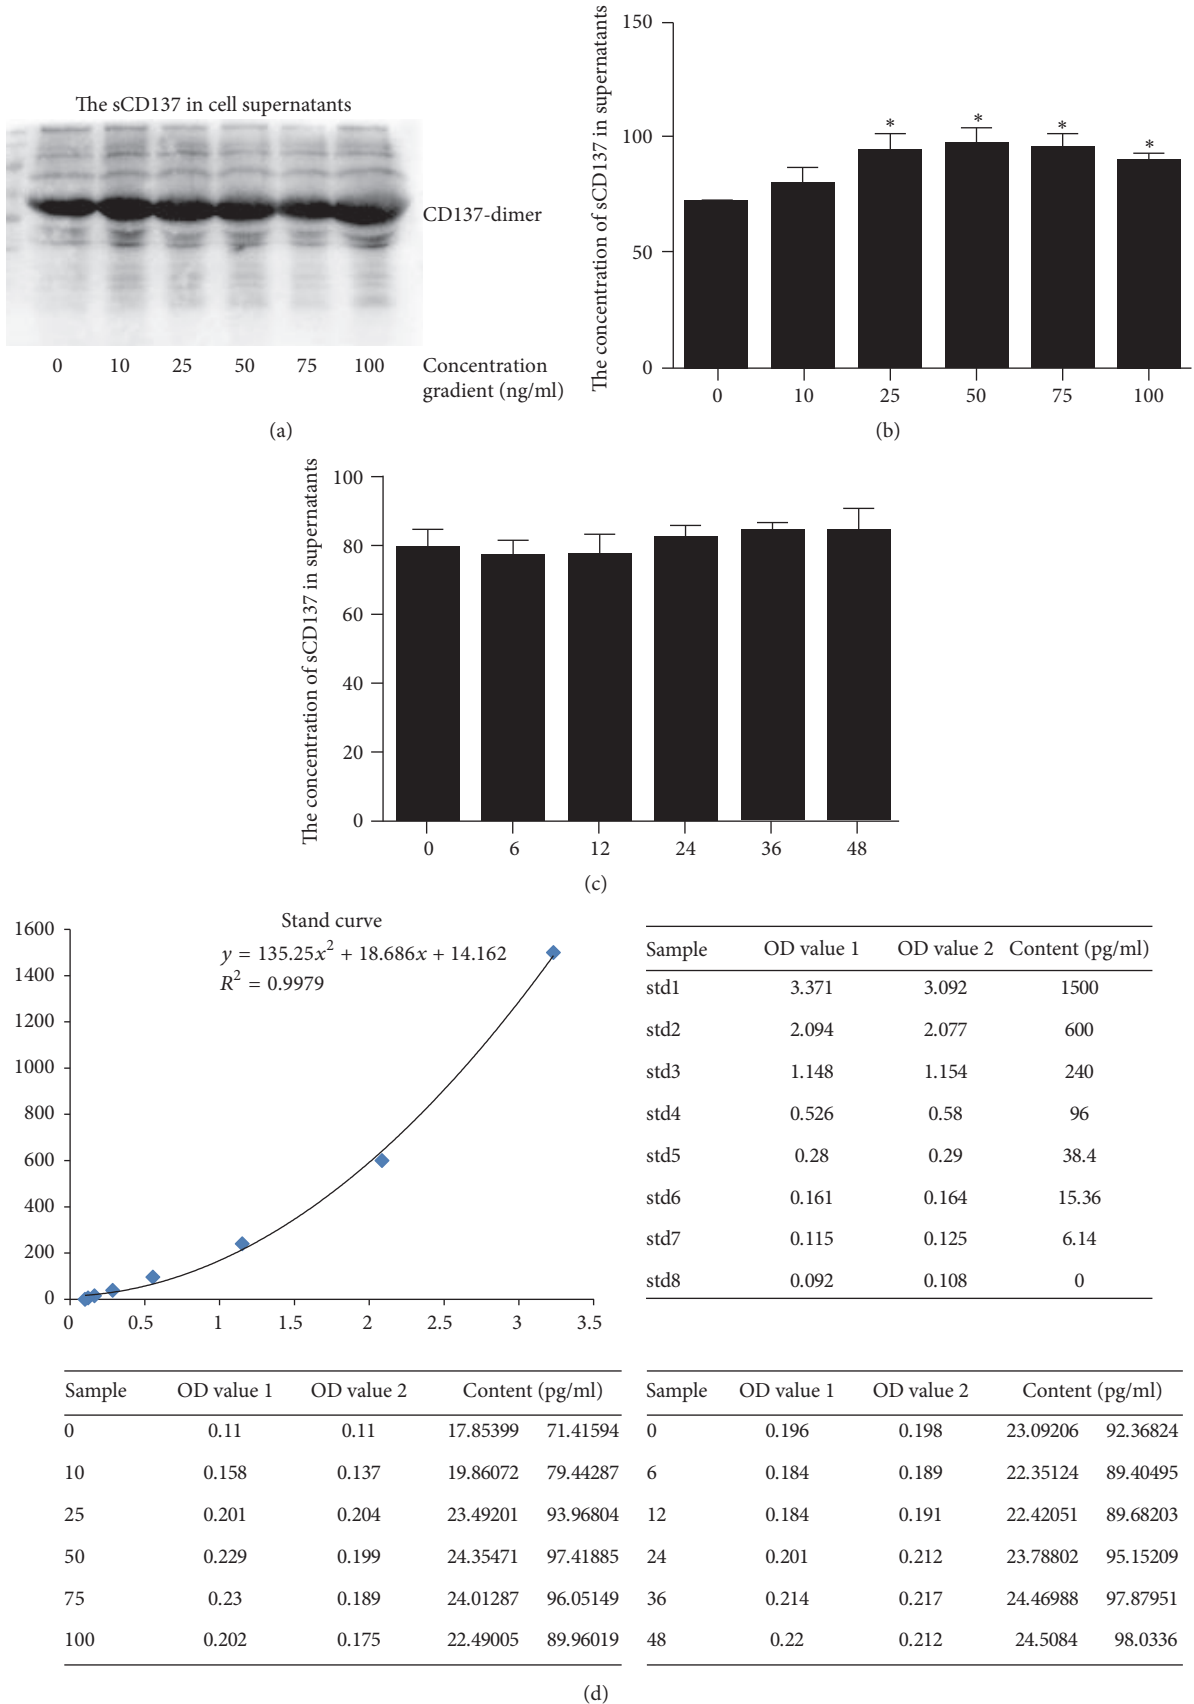 The sCD137 in cell supernatants
CD137-dimer
0 10 25 50 75 100 Concentration
gradient (ng/ml)
(a)
The concentration of sCD137 in supernatants
150
100
50
0
* * * *
0 10 25 50 75 100
(b)
The concentration of sCD137 in supernatants
100
80
60
40
20
0
0 6 12 24 36 48
(c)
Stand curve
y = 135.25x² + 18.686x + 14.162
R² = 0.9979
1600
1400
1200
1000
800
600
400
200
0
0 0.5 1 1.5 2 2.5 3 3.5
Sample OD value 1 OD value 2 Content (pg/ml)
std1 3.371 3.092 1500
std2 2.094 2.077 600
std3 1.148 1.154 240
std4 0.526 0.58 96
std5 0.28 0.29 38.4
std6 0.161 0.164 15.36
std7 0.115 0.125 6.14
std8 0.092 0.108 0
Sample OD value 1 OD value 2 Content (pg/ml)
0 0.11 0.11 17.85399 71.41594
10 0.158 0.137 19.86072 79.44287
25 0.201 0.204 23.49201 93.96804
50 0.229 0.199 24.35471 97.41885
75 0.23 0.189 24.01287 96.05149
100 0.202 0.175 22.49005 89.96019
Sample OD value 1 OD value 2 Content (pg/ml)
0 0.196 0.198 23.09206 92.36824
6 0.184 0.189 22.35124 89.40495
12 0.184 0.191 22.42051 89.68203
24 0.201 0.212 23.78802 95.15209
36 0.214 0.217 24.46988 97.87951
48 0.22 0.212 24.5084 98.0336
(d)